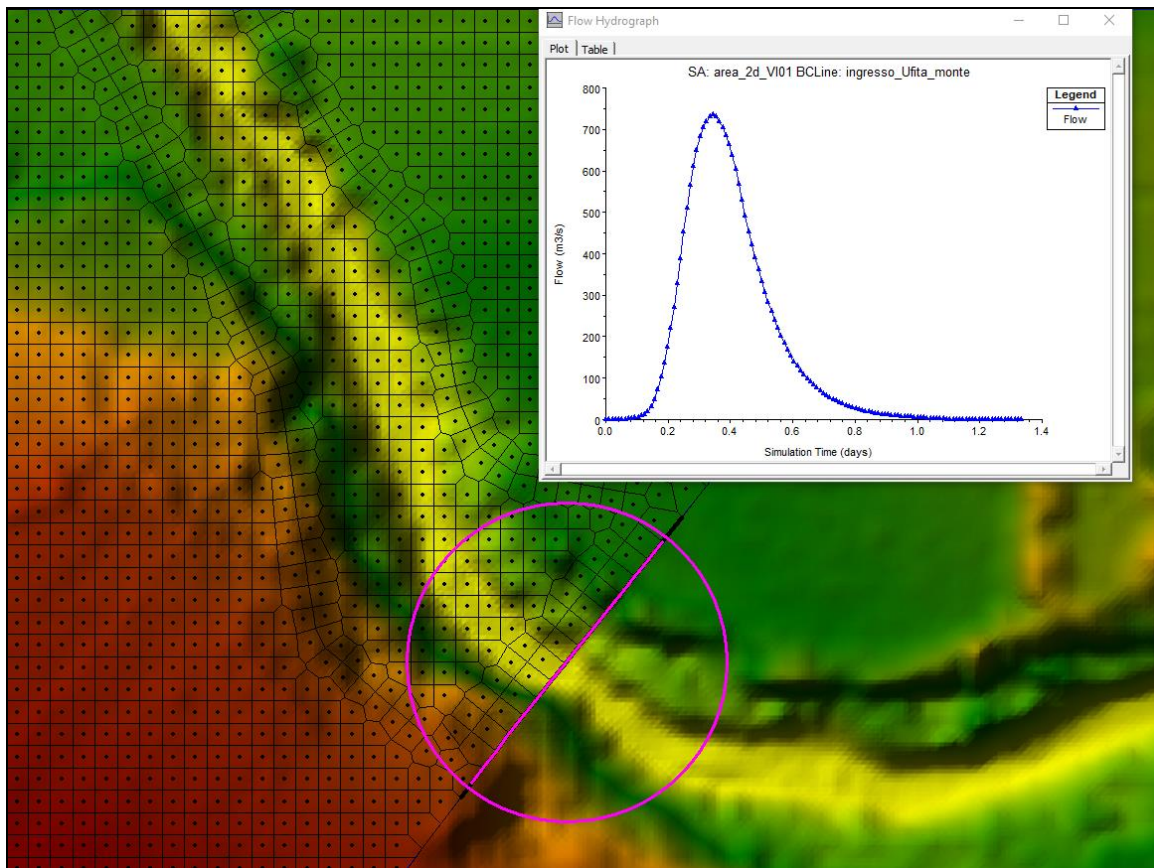 Flow Hydrograph
Plot Table
SA: area_2d_VI01 BCLine: ingresso_Ufita_monte
800
700
600
500
400
300
200
100
0
Flow (m3/s)
0.0 0.2 0.4 0.6 0.8 1.0 1.2 1.4
Simulation Time (days)
Legend
Flow